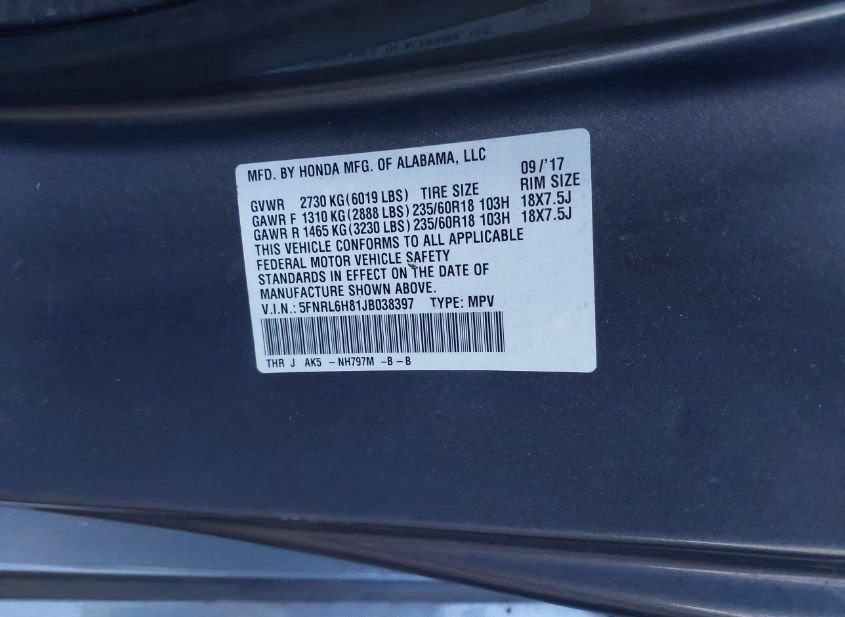 MFD. BY HONDA MFG. OF ALABAMA, LLC 09/'17
GVWR 2730 KG(6019 LBS) TIRE SIZE RIM SIZE
GAWR F 1310 KG(2888 LBS) 235/60R18 103H 18X7.5J
GAWR R 1465 KG(3230 LBS) 235/60R18 103H 18X7.5J
THIS VEHICLE CONFORMS TO ALL APPLICABLE
FEDERAL MOTOR VEHICLE SAFETY
STANDARDS IN EFFECT ON THE DATE OF
MANUFACTURE SHOWN ABOVE.
V.I.N.: 5FNRL6H81JB038397 TYPE: MPV
THR J AK5 -NH797M -B-B